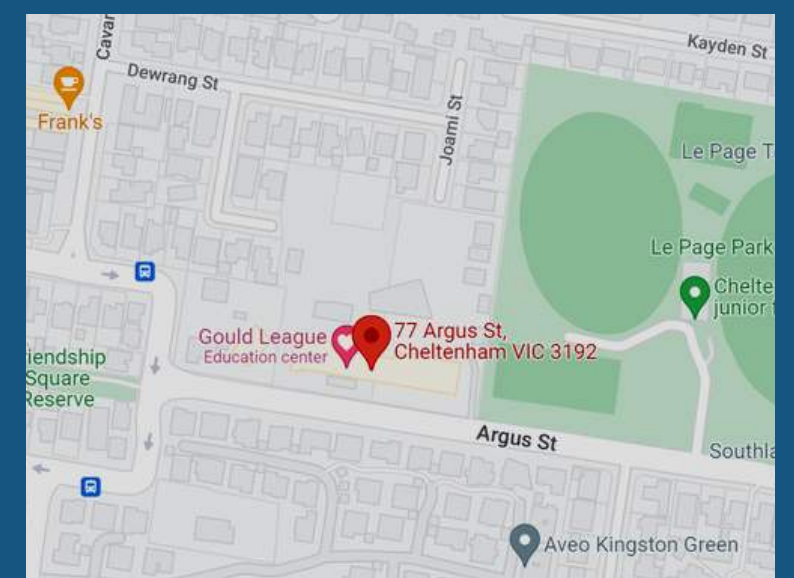 Kayden St
Cavar
Dewrang St
Frank's
Joami St
Le Page T
Le Page Park
Chelte
junior
Gould League
Education center
77 Argus St,
Cheltenham VIC 3192
iendship
Square
Reserve
Argus St
Southla
Aveo Kingston Green